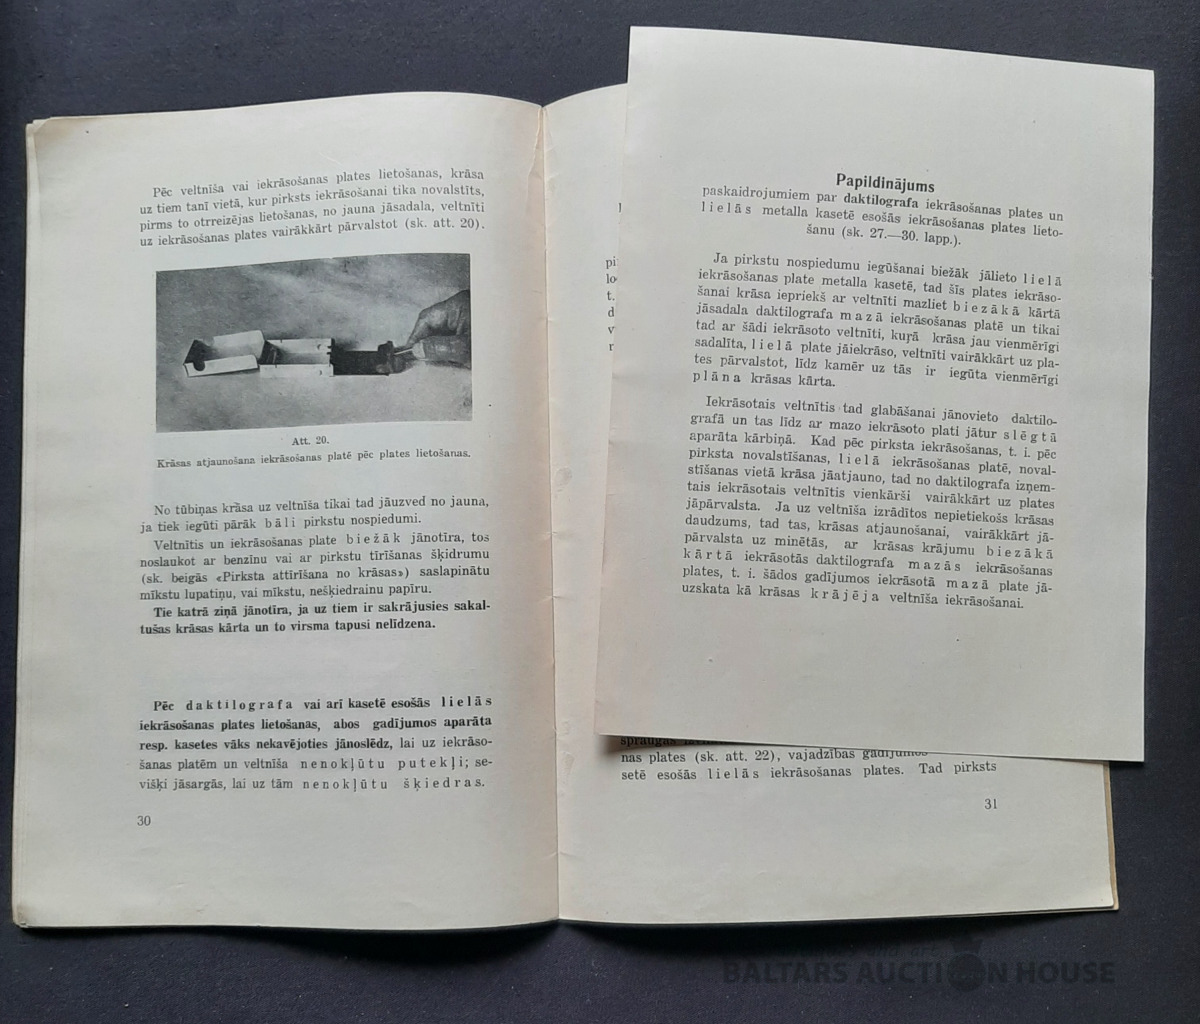 Pēc veltnīša vai iekrāsošanas plates lietošanas, krāsa
uz tiem tanī vietā, kur pirksts iekrāsošanai tika novalstīts,
pirms to otrreizējas lietošanas, no jauna jāsadala, veltnīti
uz iekrāsošanas plates vairākkārt pārvalstot (sk. att. 20).
Att. 20.
Krāsas atjaunošana iekrāsošanas platē pēc plates lietošanas.
No tūbiņas krāsa uz veltnīša tikai tad jāuzved no jauna,
ja tiek iegūti pārāk bāli pirkstu nospiedumi.
Veltnītis un iekrāsošanas plate biežāk jānotīra, tos
noslaukot ar benzīnu vai ar pirkstu tīrīšanas šķidrumu
(sk. beigās «Pirksta attīrīšana no krāsas») saslapinātu
mīkstu lupatiņu, vai mīkstu, nešķiedrainu papīru.
Tie katrā ziņā jānotīra, ja uz tiem ir sakrājusies sakal-
tušas krāsas kārta un to virsma tapusi nelīdzena.
Pēc daktilografa vai arī kasetē esošās lielās
iekrāsošanas plates lietošanas, abos gadījumos aparāta
resp. kasetes vāks nekavējoties jānoslēdz, lai uz iekrāso-
šanas platēm un veltnīša nenokļūtu putekļi; se-
višķi jāsargās, lai uz tām nenokļūtu šķiedras.
30
Papildinājums
paskaidrojumiem par daktilografa iekrāsošanas plates un
lielās metalla kasetē esošās iekrāsošanas plates lieto-
šanu (sk. 27.—30. lapp.).
Ja pirkstu nospiedumu iegūšanai biežāk jālieto lielā
iekrāsošanas plate metalla kasetē, tad šīs plates iekrāso-
šanai krāsa iepriekš ar veltnīti mazliet biezākā kārtā
jāsadala daktilografa mazā iekrāsošanas platē un tikai
tad ar šādi iekrāsoto veltnīti, kuŗā krāsa jau vienmērīgi
sadalīta, lielā plate jāiekrāso, veltnīti vairākkārt uz pla-
tes pārvalstot, līdz kamēr uz tās ir iegūta vienmērīgi
plāna krāsas kārta.
Iekrāsotais veltnītis tad glabāšanai jānovieto daktilo-
grafā un tas līdz ar mazo iekrāsoto plati jātur slēgtā
aparāta kārbiņā. Kad pēc pirksta iekrāsošanas, t. i. pēc
pirksta novalstīšanas, lielā iekrāsošanas platē, noval-
stīšanas vietā krāsa jāatjauno, tad no daktilografa izņem-
tais iekrāsotais veltnītis vienkārši vairākkārt uz plates
jāpārvalsta. Ja uz veltnīša izrādītos nepietiekošs krāsas
daudzums, tad tas, krāsas atjaunošanai, vairākkārt jā-
pārvalsta uz minētās, ar krāsas krājumu biezākā
kārtā iekrāsotās daktilografa mazās iekrāsošanas
plates, t. i. šādos gadījumos iekrāsotā mazā plate jā-
uzskata kā krāsas krājēja veltnīša iekrāsošanai.
nas plates (sk. att. 22), vajadzības gadījumos
setē esošās lielās iekrāsošanas plates. Tad pirksts
31
BALTARS AUCTION HOUSE